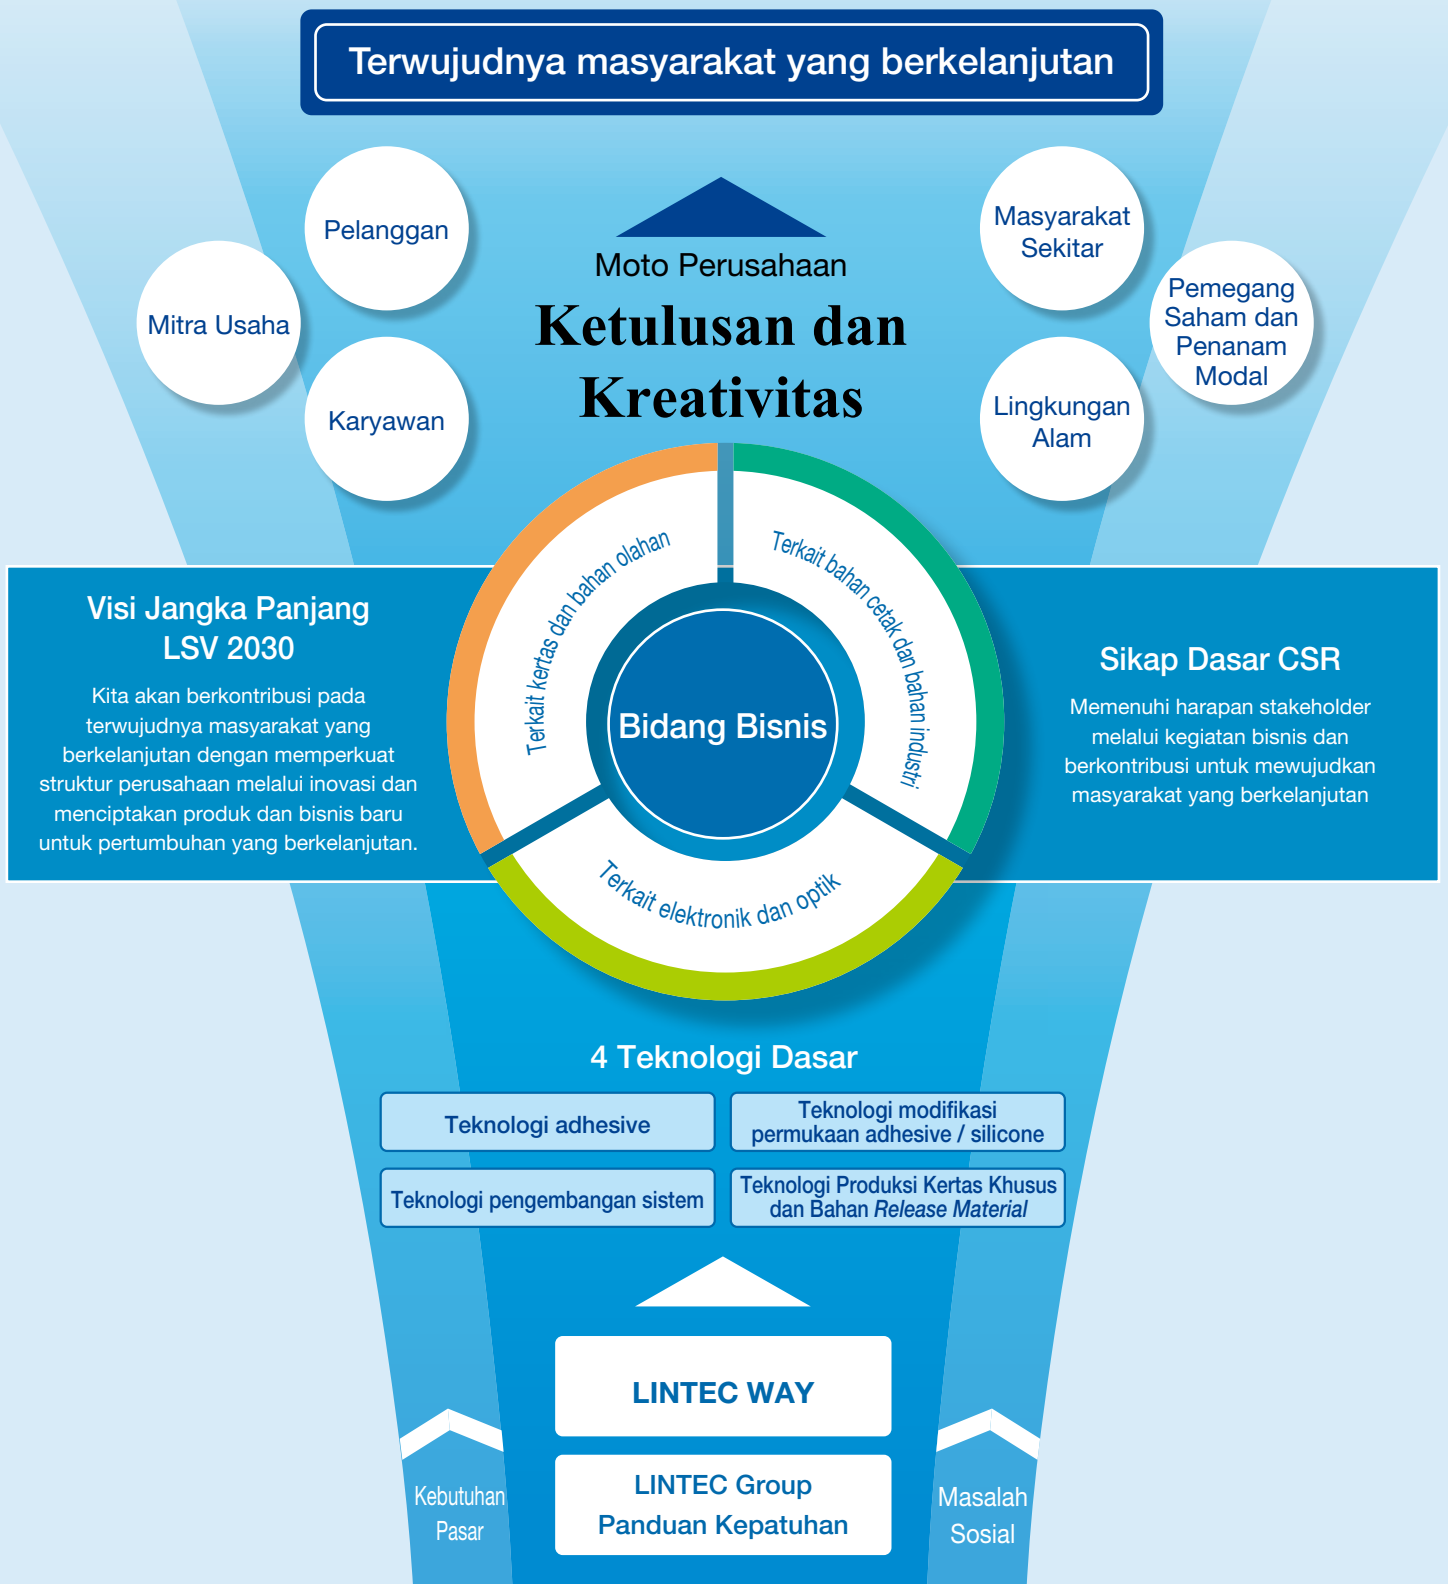 Terwujudnya masyarakat yang berkelanjutan
Pelanggan
Mitra Usaha
Karyawan
Moto Perusahaan
Ketulusan dan
Kreativitas
Masyarakat
Sekitar
Pemegang
Saham dan
Penanam
Modal
Lingkungan
Alam
Visi Jangka Panjang
LSV 2030
Kita akan berkontribusi pada
terwujudnya masyarakat yang
berkelanjutan dengan memperkuat
struktur perusahaan melalui inovasi dan
menciptakan produk dan bisnis baru
untuk pertumbuhan yang berkelanjutan.
Terkait kertas dan bahan olahan
Terkait bahan cetak dan bahan industri
Bidang Bisnis
Terkait elektronik dan optik
Sikap Dasar CSR
Memenuhi harapan stakeholder
melalui kegiatan bisnis dan
berkontribusi untuk mewujudkan
masyarakat yang berkelanjutan
4 Teknologi Dasar
Teknologi adhesive
Teknologi modifikasi
permukaan adhesive / silicone
Teknologi pengembangan sistem
Teknologi Produksi Kertas Khusus
dan Bahan Release Material
LINTEC WAY
LINTEC Group
Panduan Kepatuhan
Kebutuhan
Pasar
Masalah
Sosial